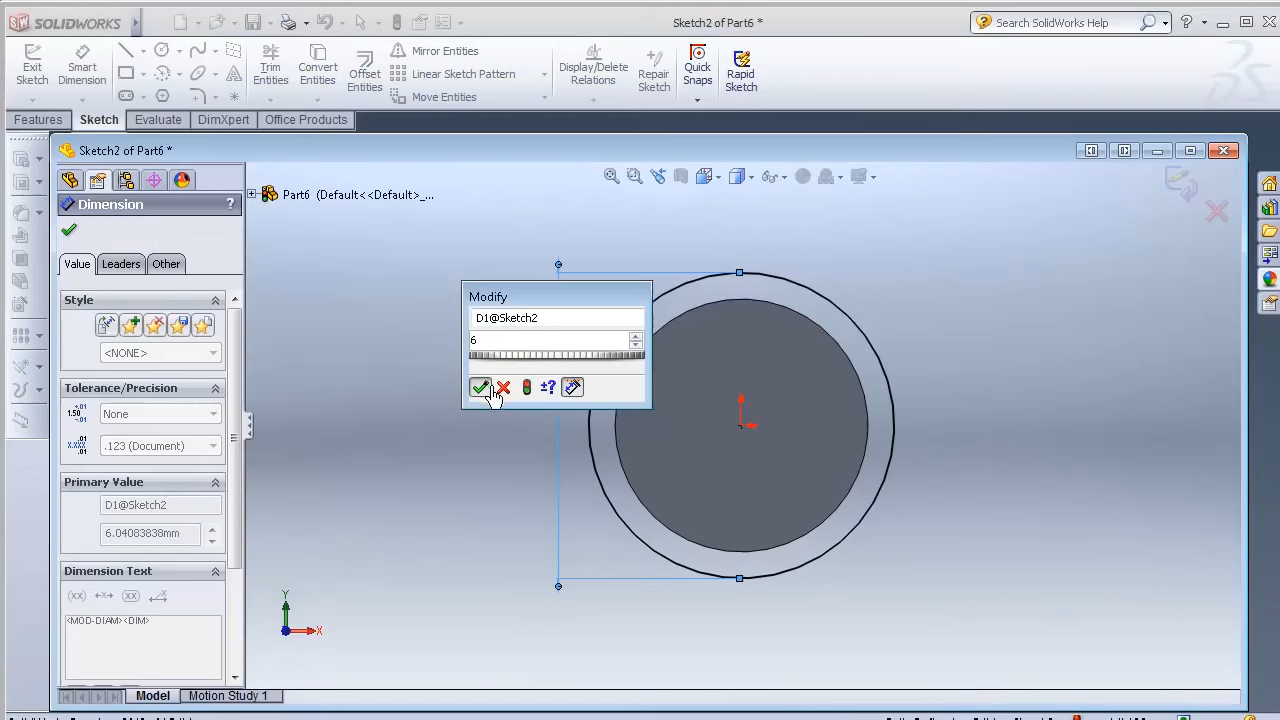 SOLIDWORKS
Sketch2 of Part6 *
Search SolidWorks Help
?
Exit Sketch
Smart Dimension
Trim Entities
Convert Entities
Offset Entities
Mirror Entities
Linear Sketch Pattern
Move Entities
Display/Delete Relations
Repair Sketch
Quick Snaps
Rapid Sketch
Features
Sketch
Evaluate
DimXpert
Office Products
Sketch2 of Part6 *
Part6 (Default<<Default>_...
Dimension
?
Value
Leaders
Other
Style
<NONE>
Tolerance/Precision
None
.123 (Document)
Primary Value
D1@Sketch2
6.04083838mm
Dimension Text
<MOD-DIAM><DIM>
Modify
D1@Sketch2
6
±?
Y
X
Model
Motion Study 1